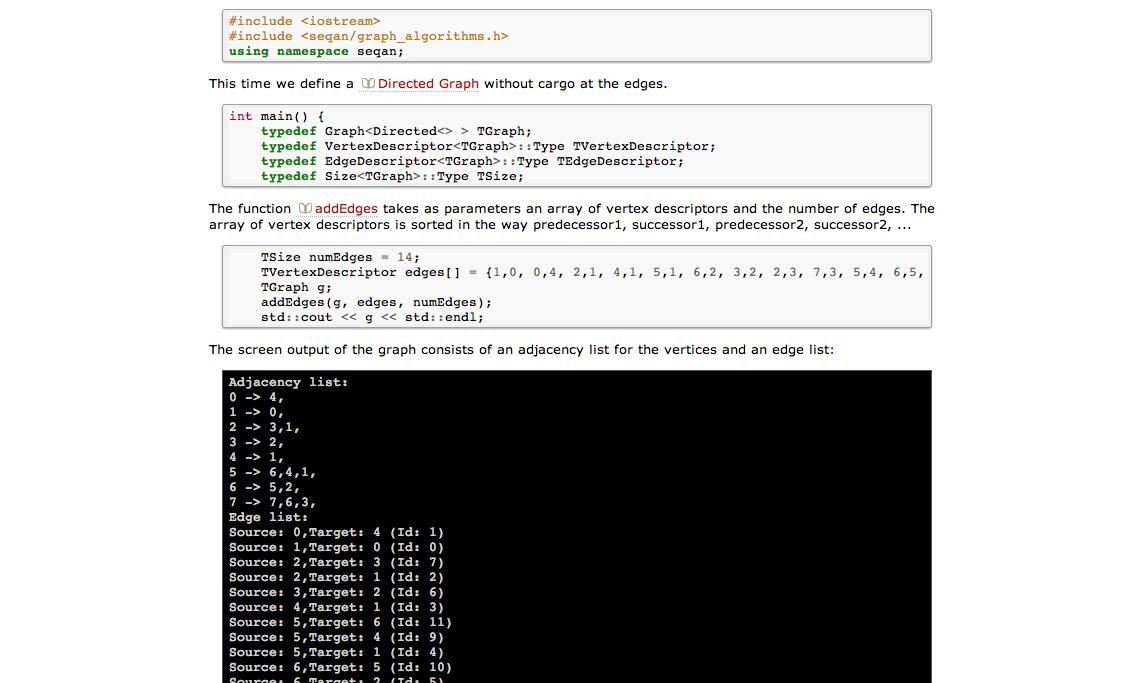 #include <iostream>
#include <seqan/graph_algorithms.h>
using namespace seqan;
This time we define a Directed Graph without cargo at the edges.
int main() {
    typedef Graph<Directed<> > TGraph;
    typedef VertexDescriptor<TGraph>::Type TVertexDescriptor;
    typedef EdgeDescriptor<TGraph>::Type TEdgeDescriptor;
    typedef Size<TGraph>::Type TSize;
The function addEdges takes as parameters an array of vertex descriptors and the number of edges. The
array of vertex descriptors is sorted in the way predecessor1, successor1, predecessor2, successor2, ...
    TSize numEdges = 14;
    TVertexDescriptor edges[] = {1,0, 0,4, 2,1, 4,1, 5,1, 6,2, 3,2, 2,3, 7,3, 5,4, 6,5,
    TGraph g;
    addEdges(g, edges, numEdges);
    std::cout << g << std::endl;
The screen output of the graph consists of an adjacency list for the vertices and an edge list:
Adjacency list:
0 -> 4,
1 -> 0,
2 -> 3,1,
3 -> 2,
4 -> 1,
5 -> 6,4,1,
6 -> 5,2,
7 -> 7,6,3,
Edge list:
Source: 0,Target: 4 (Id: 1)
Source: 1,Target: 0 (Id: 0)
Source: 2,Target: 3 (Id: 7)
Source: 2,Target: 1 (Id: 2)
Source: 3,Target: 2 (Id: 6)
Source: 4,Target: 1 (Id: 3)
Source: 5,Target: 6 (Id: 11)
Source: 5,Target: 4 (Id: 9)
Source: 5,Target: 1 (Id: 4)
Source: 6,Target: 5 (Id: 10)
Source: 6,Target: 2 (Id: 5)